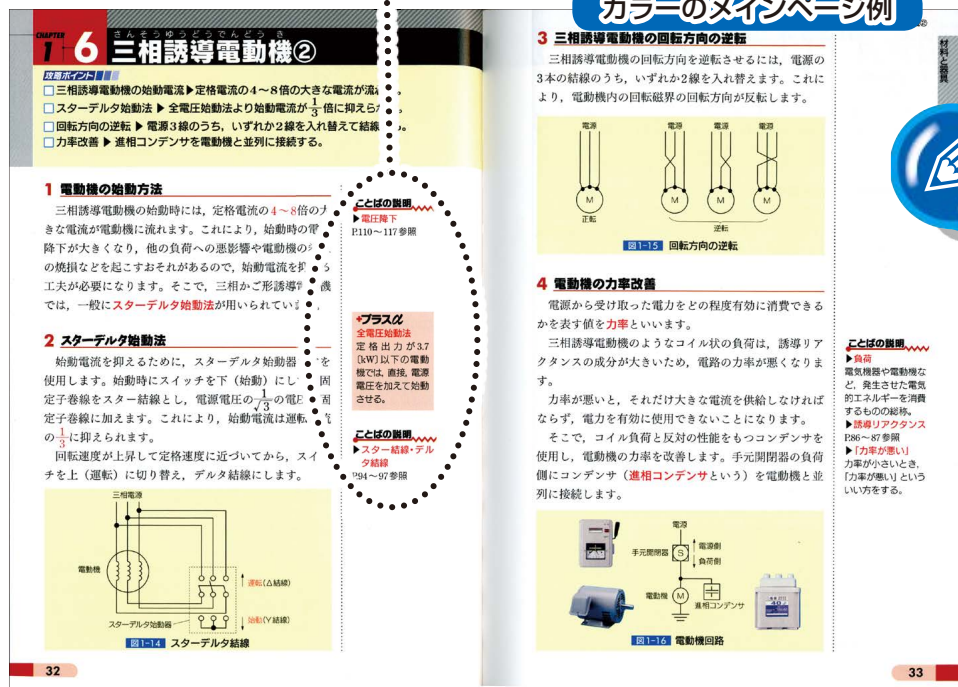 カラーのメインページ例
CHAPTER
1 6
さんそうゆうどうでんどうき
三相誘導電動機②
攻略ポイント
□三相誘導電動機の始動電流▶定格電流の4～8倍の大きな電流が流
□スターデルタ始動法 ▶ 全電圧始動法より始動電流が1/3倍に抑えら
□回転方向の逆転 ▶ 電源3線のうち，いずれか2線を入れ替えて結線
□力率改善 ▶ 進相コンデンサを電動機と並列に接続する。
1 電動機の始動方法
三相誘導電動機の始動時には，定格電流の4～8倍の大
きな電流が電動機に流れます。これにより，始動時の電
降下が大きくなり，他の負荷への悪影響や電動機の
の焼損などを起こすおそれがあるので，始動電流を抑
工夫が必要になります。そこで，三相かご形誘導 機
では，一般にスターデルタ始動法が用いられてい
2 スターデルタ始動法
始動電流を抑えるために，スターデルタ始動器 を
使用します。始動時にスイッチを下（始動）にし 固
定子巻線をスター結線とし，電源電圧の1/√3の電圧 固
定子巻線に加えます。これにより，始動電流は運転 流
の1/3に抑えられます。
回転速度が上昇して定格速度に近づいてから，スイ
チを上（運転）に切り替え，デルタ結線にします。
三相電源
電動機
運転(Δ結線)
スターデルタ始動器
始動(Y結線)
図1-14 スターデルタ結線
32
ことばの説明
▶電圧降下
P.110～117参照
+プラスα
全電圧始動法
定格出力が3.7
〔kW〕以下の電動
機では，直接，電源
電圧を加えて始動
させる。
ことばの説明
▶スター結線・デル
タ結線
P.94～97参照
3 三相誘導電動機の回転方向の逆転
三相誘導電動機の回転方向を逆転させるには，電源の
3本の結線のうち，いずれか2線を入れ替えます。これに
より，電動機内の回転磁界の回転方向が反転します。
電源 電源 電源 電源
M M M M
正転 逆転
図1-15 回転方向の逆転
4 電動機の力率改善
電源から受け取った電力をどの程度有効に消費できる
かを表す値を力率といいます。
三相誘導電動機のようなコイル状の負荷は，誘導リア
クタンスの成分が大きいため，電路の力率が悪くなりま
す。
力率が悪いと，それだけ大きな電流を供給しなければ
ならず，電力を有効に使用できないことになります。
そこで，コイル負荷と反対の性能をもつコンデンサを
使用し，電動機の力率を改善します。手元開閉器の負荷
側にコンデンサ（進相コンデンサという）を電動機と並
列に接続します。
電源
手元開閉器 S
電源側
負荷側
電動機 M
進相コンデンサ
図1-16 電動機回路
材料と器具
ことばの説明
▶負荷
電気機器や電動機な
ど，発生させた電気
的エネルギーを消費
するものの総称。
▶誘導リアクタンス
P.86～87参照
▶「力率が悪い」
力率が小さいとき，
「力率が悪い」という
いい方をする。
33